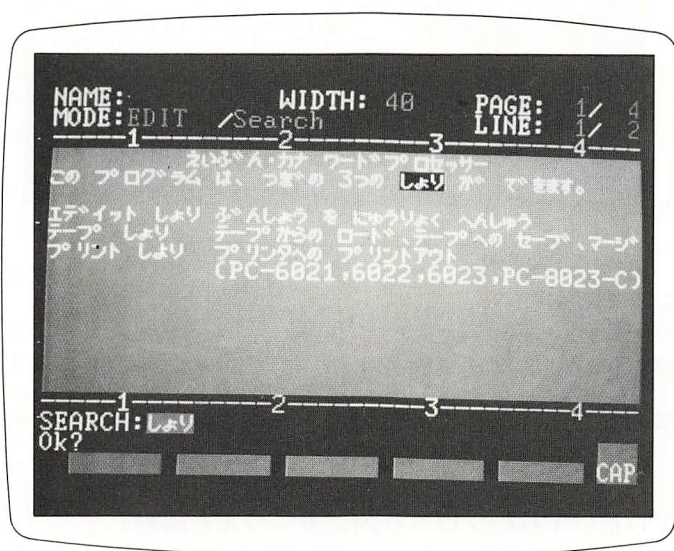 NAME: WIDTH: 40 PAGE: 1/ 4
MODE:EDIT /Search LINE: 1/ 2
1 2 3 4
えいぶん・カナ ワードプロセッサー
この プログラム は、つぎの 3つの しょり が できます。
エディット しょり ぶんしょう を にゅうりょく へんしゅう
テープ しょり テープからの ロード、テープへの セーブ、マージ
プリント しょり プリンタへの プリントアウト
(PC-6021,6022,6023,PC-8023-C)
1 2 3 4
SEARCH:しょり
Ok?
CAP